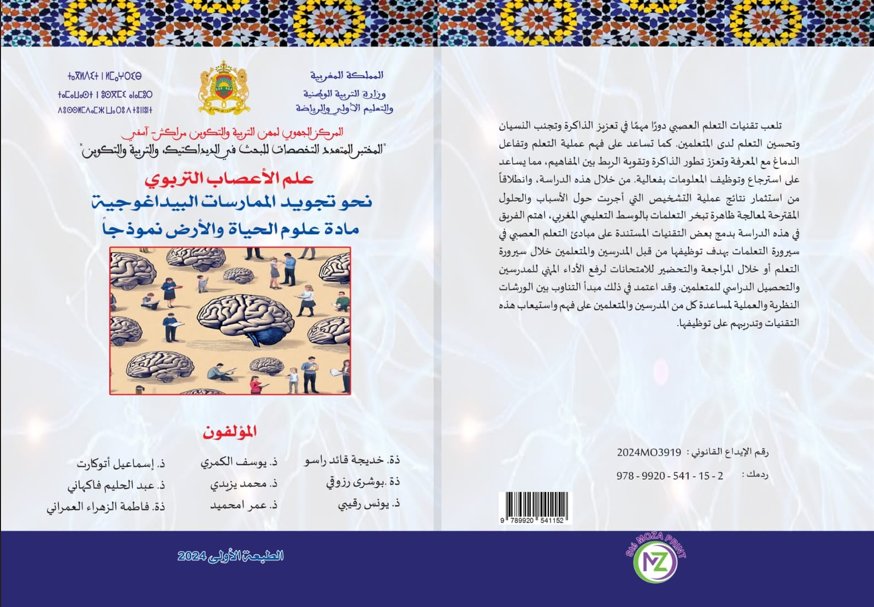 المملكة المغربية
وزارة التربية الوطنية
والتعليم الأولي والرياضة
المركز الجهوي لمهن التربية والتكوين مراكش- آسفي
"المختبر المتعدد التخصصات للبحث في الديداكتيك والتربية والتكوين"
علم الأعصاب التربوي
نحو تجويد الممارسات البيداغوجية
مادة علوم الحياة والأرض نموذجاً
المؤلفون
ذة. خديجة قائد راسو
ذ. يوسف الكمري
ذ. إسماعيل أتوكارت
ذة .بوشرى رزوقي
ذ. محمد يزيدي
ذ. عبد الحليم فاكهاني
ذ. يونس رقيبي
ذ. عمر امحميد
ذة. فاطمة الزهراء العمراني
الطبعة الأولى 2024
تلعب تقنيات التعلم العصبي دورًا مهمًا في تعزيز الذاكرة وتجنب النسيان
وتحسين التعلم لدى المتعلمين. كما تساعد على فهم عملية التعلم وتفاعل
الدماغ مع المعرفة وتعزز تطور الذاكرة وتقوية الربط بين المفاهيم، مما يساعد
على استرجاع وتوظيف المعلومات بفعالية. من خلال هذه الدراسة، وانطلاقاً
من استثمار نتائج عملية التشخيص التي أجريت حول الأسباب والحلول
المقترحة لمعالجة ظاهرة تبخر التعلمات بالوسط التعليمي المغربي، اهتم الفريق
في هذه الدراسة بدمج بعض التقنيات المستندة على مبادئ التعلم العصبي في
سيرورة التعلمات بهدف توظيفها من قبل المدرسين والمتعلمين خلال سيرورة
التعلم أو خلال المراجعة والتحضير للامتحانات لرفع الأداء المهني للمدرسين
والتحصيل الدراسي للمتعلمين. وقد اعتمد في ذلك مبدأ التناوب بين الورشات
النظرية والعملية لمساعدة كل من المدرسين والمتعلمين على فهم واستيعاب هذه
التقنيات وتدريبهم على توظيفها.
رقم الإيداع القانوني : 2024MO3919
ردمك : 978 - 9920 - 541 - 15 - 2
9 789920 541152
Sté MOZA PRINT
MZ